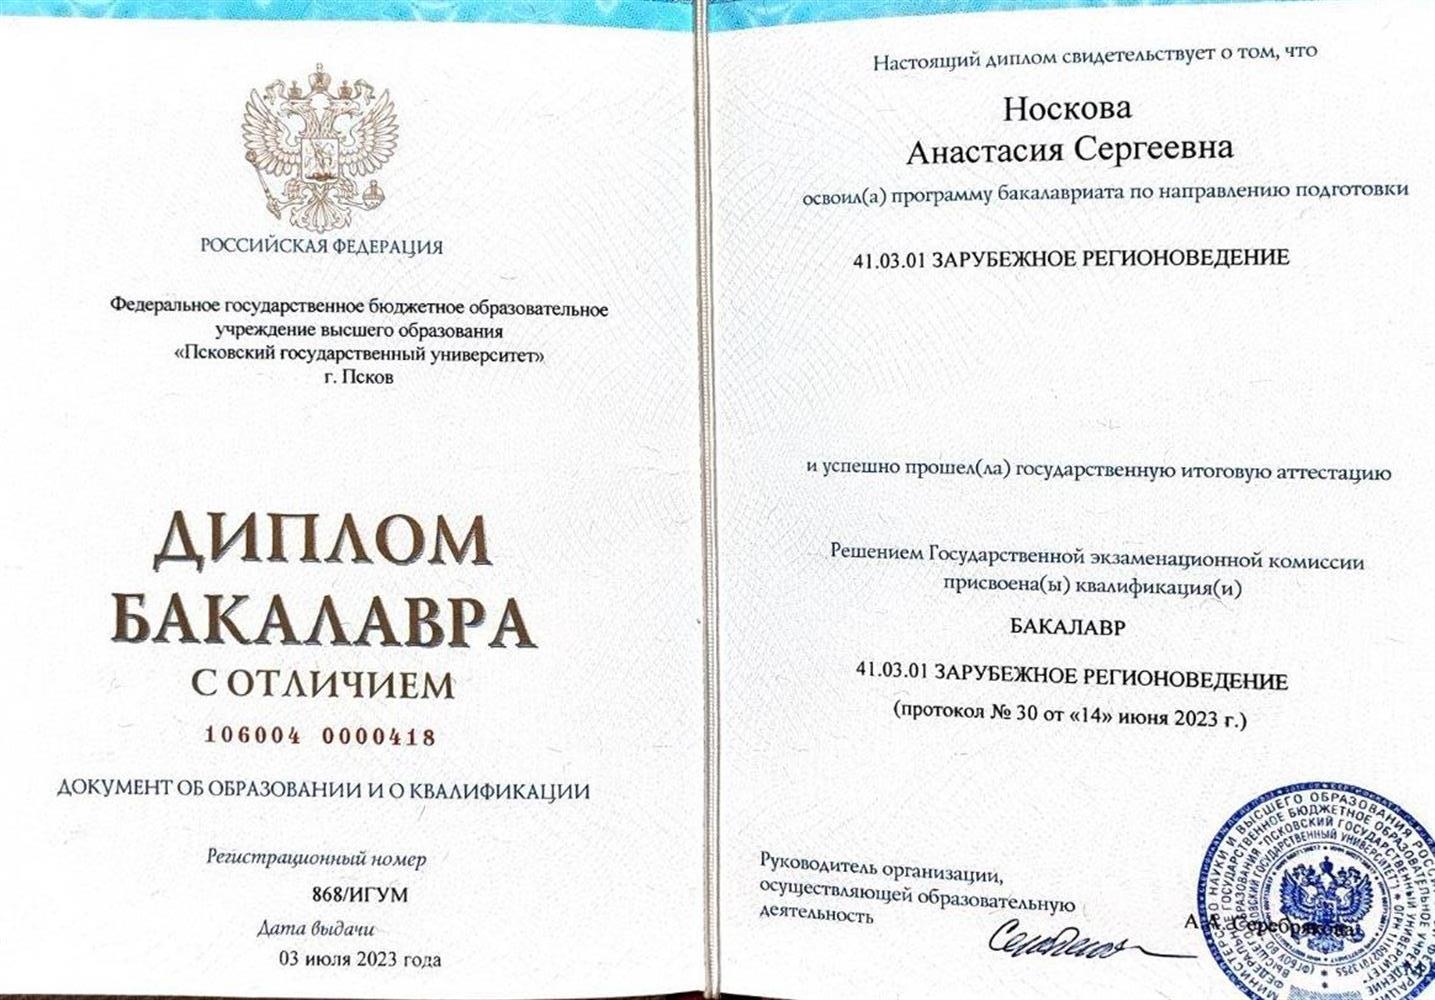 РОССИЙСКАЯ ФЕДЕРАЦИЯ
Федеральное государственное бюджетное образовательное
учреждение высшего образования
«Псковский государственный университет»
г. Псков
ДИПЛОМ
БАКАЛАВРА
С ОТЛИЧИЕМ
106004 0000418
ДОКУМЕНТ ОБ ОБРАЗОВАНИИ И О КВАЛИФИКАЦИИ
Регистрационный номер
868/ИГУМ
Дата выдачи
03 июля 2023 года
Настоящий диплом свидетельствует о том, что
Носкова
Анастасия Сергеевна
освоил(а) программу бакалавриата по направлению подготовки
41.03.01 ЗАРУБЕЖНОЕ РЕГИОНОВЕДЕНИЕ
и успешно прошел(ла) государственную итоговую аттестацию
Решением Государственной экзаменационной комиссии
присвоена(ы) квалификация(и)
БАКАЛАВР
41.03.01 ЗАРУБЕЖНОЕ РЕГИОНОВЕДЕНИЕ
(протокол № 30 от «14» июня 2023 г.)
Руководитель организации,
осуществляющей образовательную
деятельность
А.А. Серебрякова